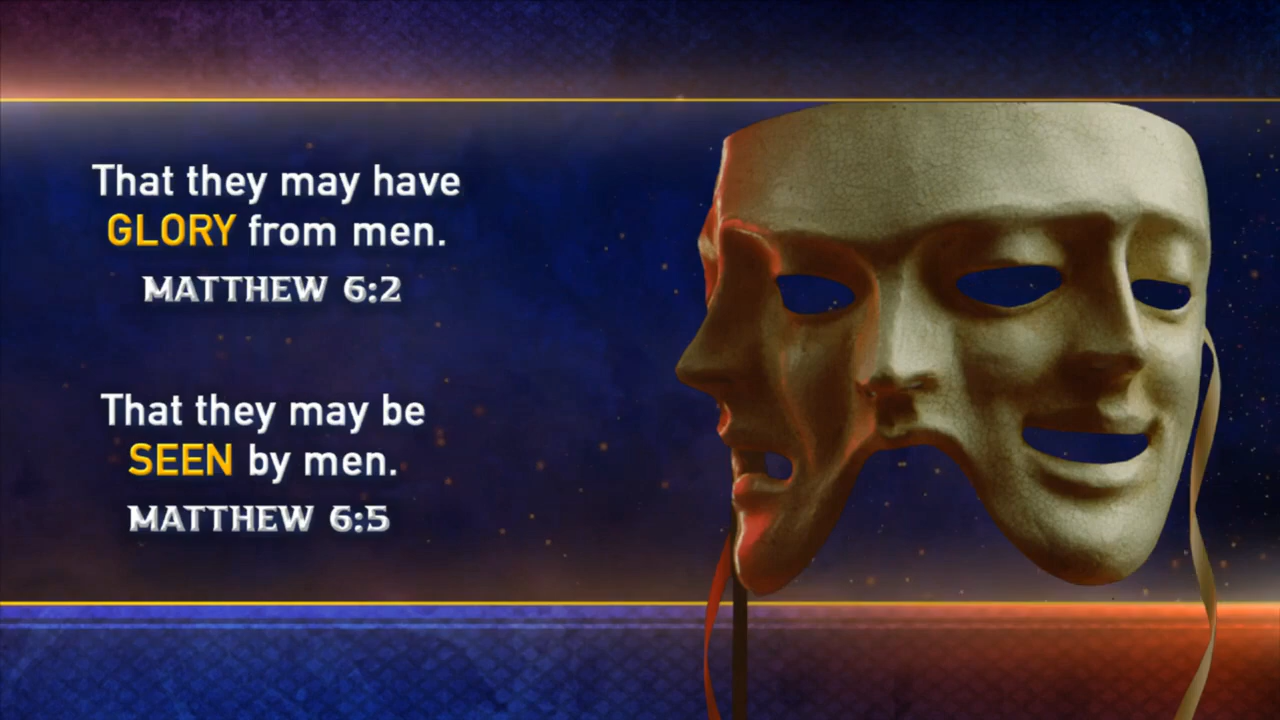 That they may have
GLORY from men.
MATTHEW 6:2
That they may be
SEEN by men.
MATTHEW 6:5